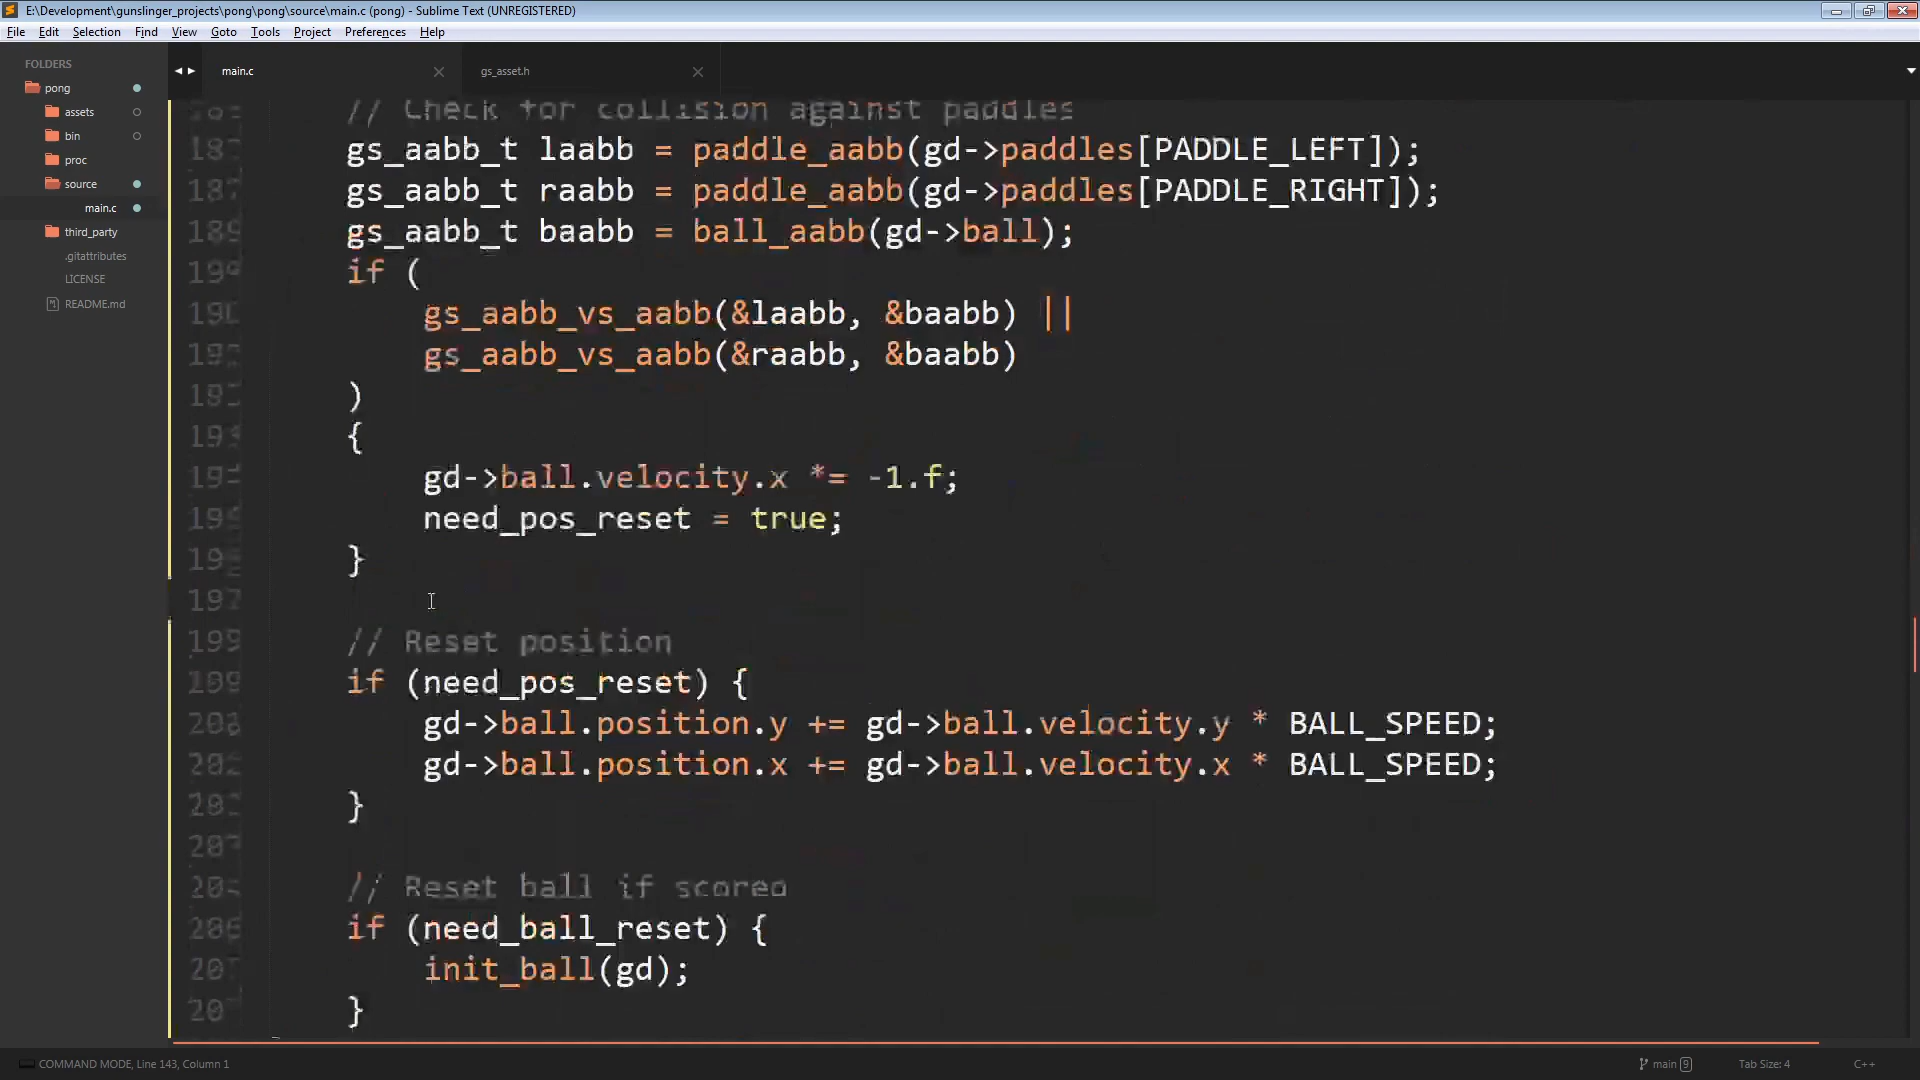 E:\Development\gunslinger_projects\pong\pong\source\main.c (pong) - Sublime Text (UNREGISTERED)
File Edit Selection Find View Goto Tools Project Preferences Help
FOLDERS
pong
assets
bin
proc
source
main.c
third_party
.gitattributes
LICENSE
README.md
main.c
gs_asset.h
// Check for collision against paddles
gs_aabb_t laabb = paddle_aabb(gd->paddles[PADDLE_LEFT]);
gs_aabb_t raabb = paddle_aabb(gd->paddles[PADDLE_RIGHT]);
gs_aabb_t baabb = ball_aabb(gd->ball);
if (
gs_aabb_vs_aabb(&laabb, &baabb) ||
gs_aabb_vs_aabb(&raabb, &baabb)
)
{
gd->ball.velocity.x *= -1.f;
need_pos_reset = true;
}
// Reset position
if (need_pos_reset) {
gd->ball.position.y += gd->ball.velocity.y * BALL_SPEED;
gd->ball.position.x += gd->ball.velocity.x * BALL_SPEED;
}
// Reset ball if scored
if (need_ball_reset) {
init_ball(gd);
}
COMMAND MODE, Line 143, Column 1
main 9
Tab Size: 4
C++